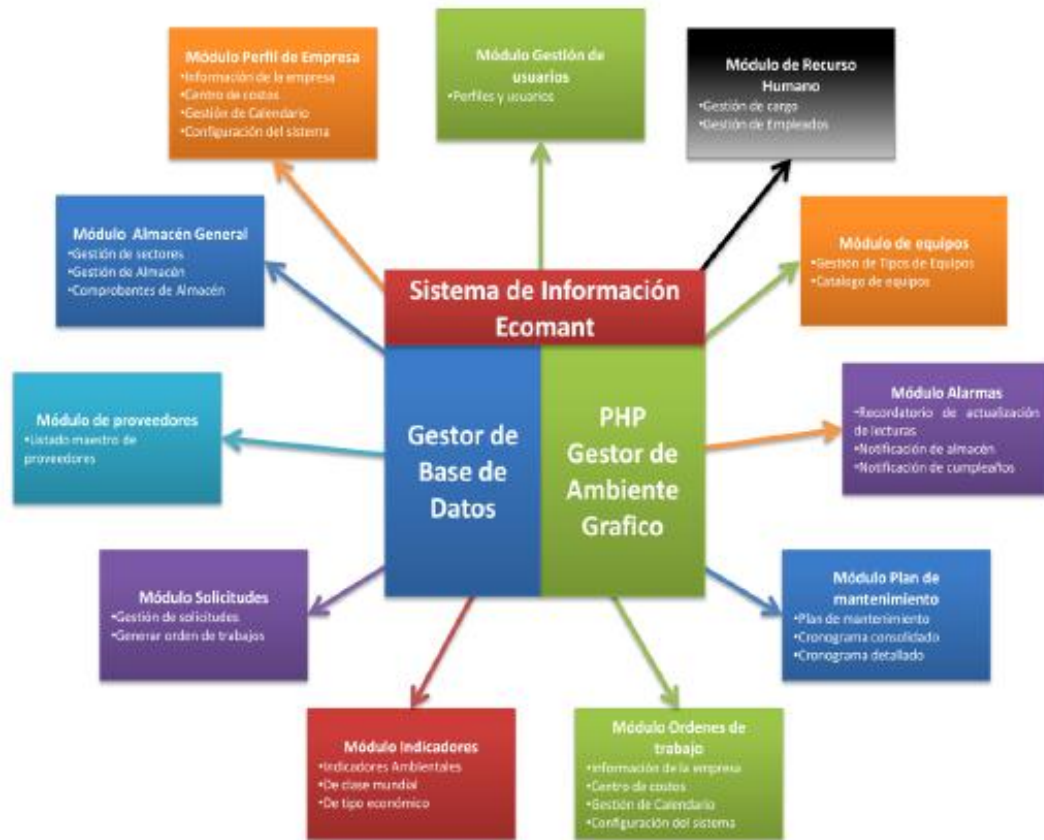 Módulo Perfil de Empresa
•Información de la empresa
•Centro de costos
•Gestión de Calendario
•Configuración del sistema
Módulo Gestión de
usuarios
•Perfiles y usuarios
Módulo de Recurso
Humano
•Gestión de cargo
•Gestión de Empleados
Módulo Almacén General
•Gestión de sectores
•Gestión de Almacén
•Comprobantes de Almacén
Módulo de equipos
•Gestión de Tipos de Equipos
•Catalogo de equipos
Sistema de Información
Ecomant
Gestor de
Base de
Datos
PHP
Gestor de
Ambiente
Grafico
Módulo de proveedores
•Listado maestro de
proveedores
Módulo Alarmas
•Recordatorio de actualización
de lecturas
•Notificación de almacén
•Notificación de cumpleaños
Módulo Solicitudes
•Gestión de solicitudes
•Generar orden de trabajos
Módulo Plan de
mantenimiento
•Plan de mantenimiento
•Cronograma consolidado
•Cronograma detallado
Módulo Indicadores
•Indicadores Ambientales
•De clase mundial
•De tipo económico
Módulo Ordenes de
trabajo
•Información de la empresa
•Centro de costos
•Gestión de Calendario
•Configuración del sistema